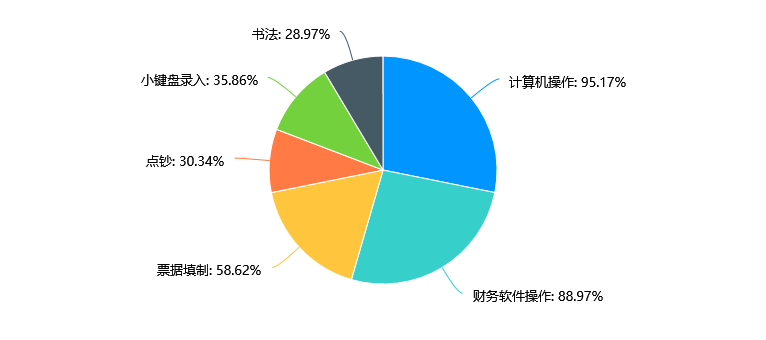 书法: 28.97%
小键盘录入: 35.86%
计算机操作: 95.17%
点钞: 30.34%
票据填制: 58.62%
财务软件操作: 88.97%